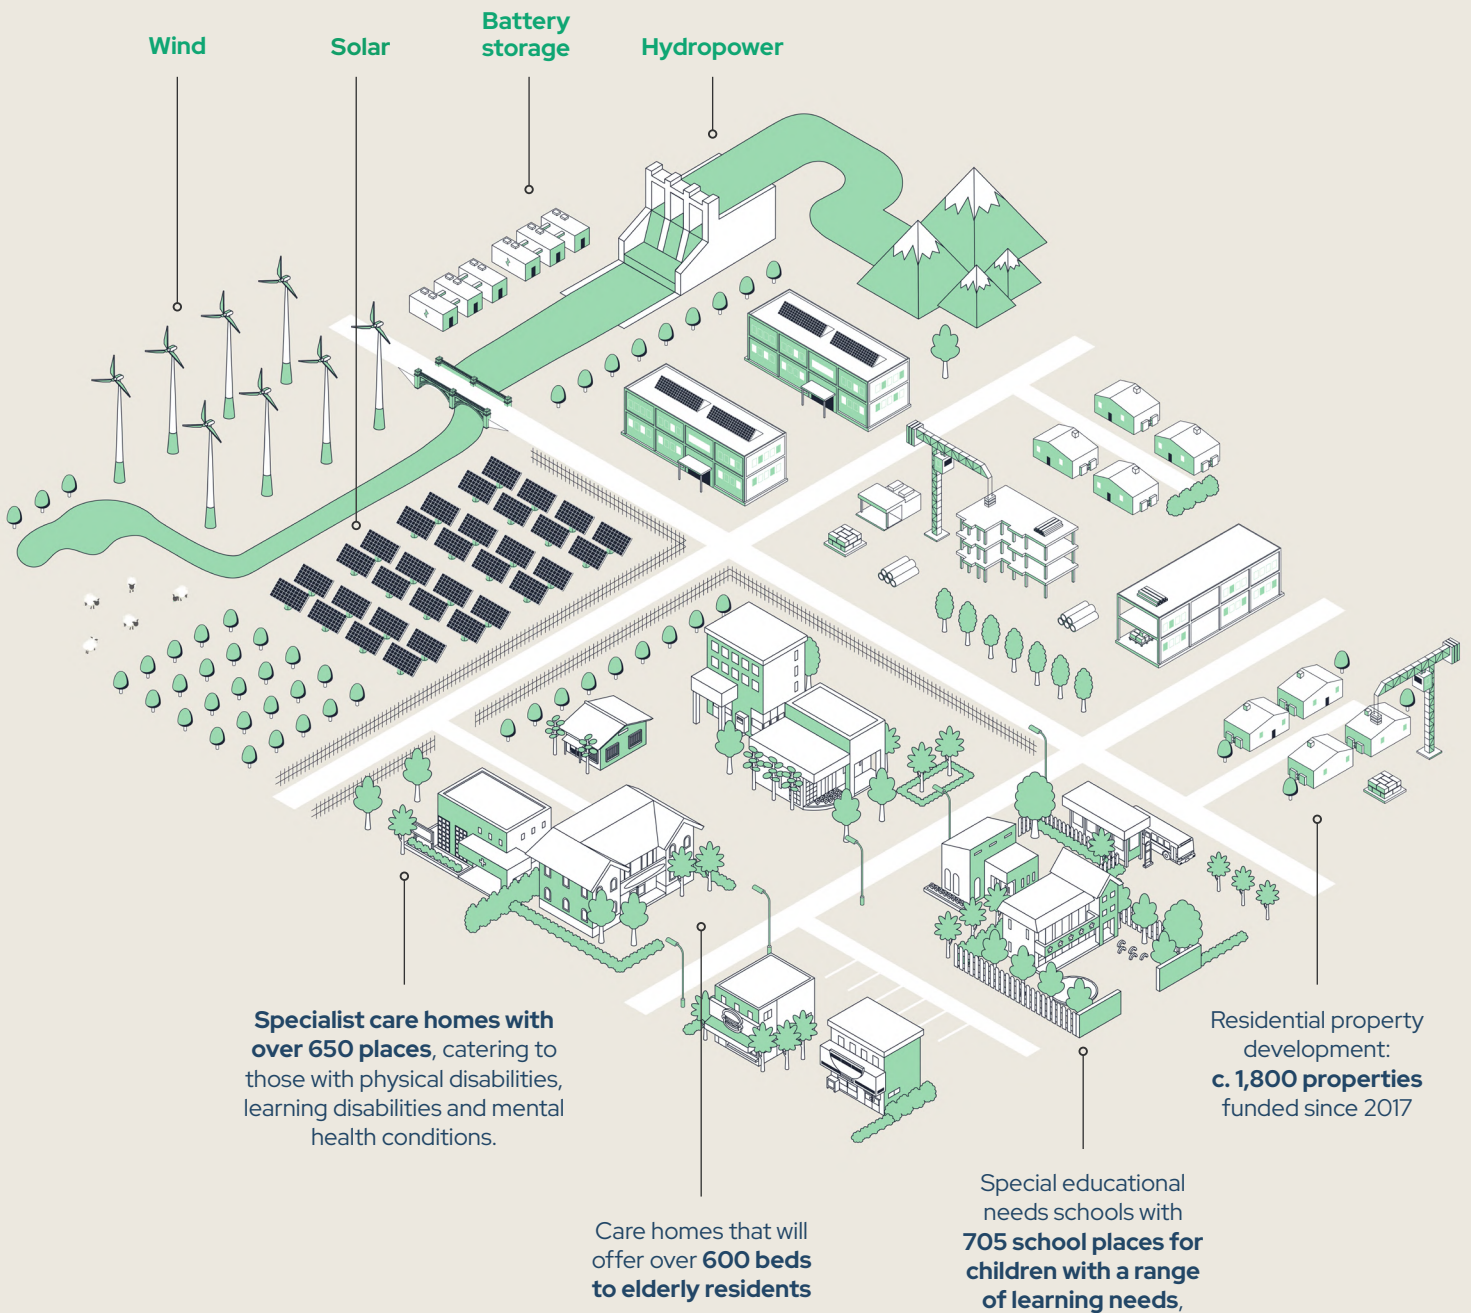 Wind
Solar
Battery
storage
Hydropower
Specialist care homes with
over 650 places, catering to
those with physical disabilities,
learning disabilities and mental
health conditions.
Care homes that will
offer over 600 beds
to elderly residents
Special educational
needs schools with
705 school places for
children with a range
of learning needs,
Residential property
development:
c. 1,800 properties
funded since 2017